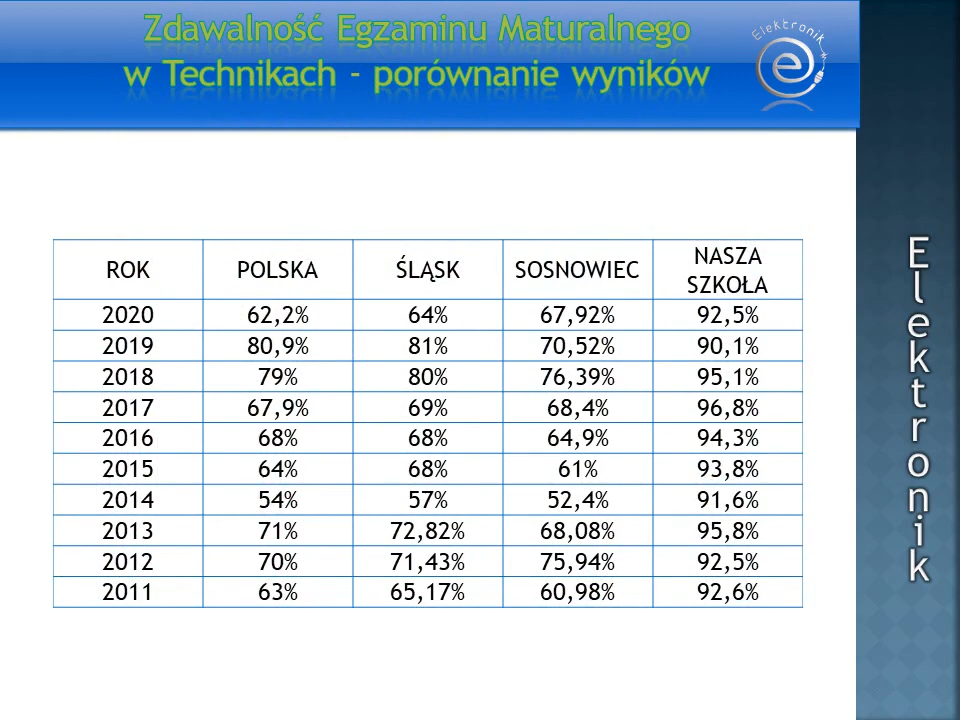 Zdawalność Egzaminu Maturalnego
w Technikach - porównanie wyników
Elektronik
e
ROK POLSKA ŚLĄSK SOSNOWIEC NASZA SZKOŁA
2020 62,2% 64% 67,92% 92,5%
2019 80,9% 81% 70,52% 90,1%
2018 79% 80% 76,39% 95,1%
2017 67,9% 69% 68,4% 96,8%
2016 68% 68% 64,9% 94,3%
2015 64% 68% 61% 93,8%
2014 54% 57% 52,4% 91,6%
2013 71% 72,82% 68,08% 95,8%
2012 70% 71,43% 75,94% 92,5%
2011 63% 65,17% 60,98% 92,6%
Elektronik